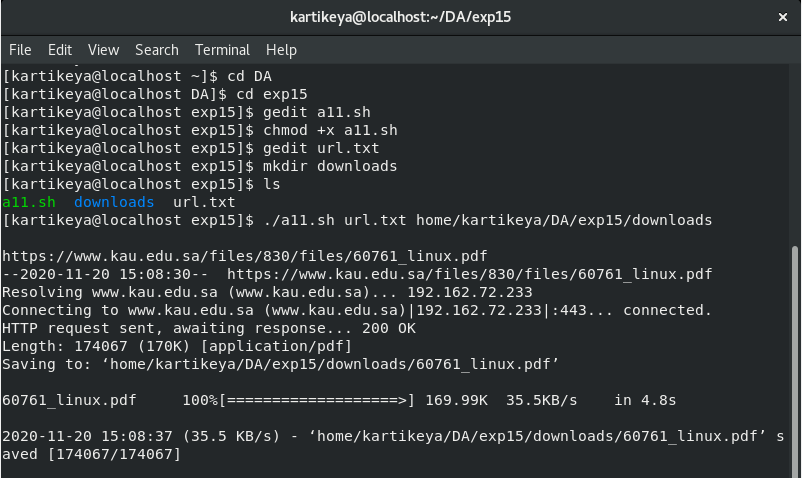 kartikeya@localhost:~/DA/exp15 ×
File Edit View Search Terminal Help
[kartikeya@localhost ~]$ cd DA
[kartikeya@localhost DA]$ cd exp15
[kartikeya@localhost exp15]$ gedit a11.sh
[kartikeya@localhost exp15]$ chmod +x a11.sh
[kartikeya@localhost exp15]$ gedit url.txt
[kartikeya@localhost exp15]$ mkdir downloads
[kartikeya@localhost exp15]$ ls
a11.sh  downloads  url.txt
[kartikeya@localhost exp15]$ ./a11.sh url.txt home/kartikeya/DA/exp15/downloads
https://www.kau.edu.sa/files/830/files/60761_linux.pdf
--2020-11-20 15:08:30--  https://www.kau.edu.sa/files/830/files/60761_linux.pdf
Resolving www.kau.edu.sa (www.kau.edu.sa)... 192.162.72.233
Connecting to www.kau.edu.sa (www.kau.edu.sa)|192.162.72.233|:443... connected.
HTTP request sent, awaiting response... 200 OK
Length: 174067 (170K) [application/pdf]
Saving to: ‘home/kartikeya/DA/exp15/downloads/60761_linux.pdf’
60761_linux.pdf     100%[===================>] 169.99K  35.5KB/s    in 4.8s
2020-11-20 15:08:37 (35.5 KB/s) - ‘home/kartikeya/DA/exp15/downloads/60761_linux.pdf’ s
aved [174067/174067]